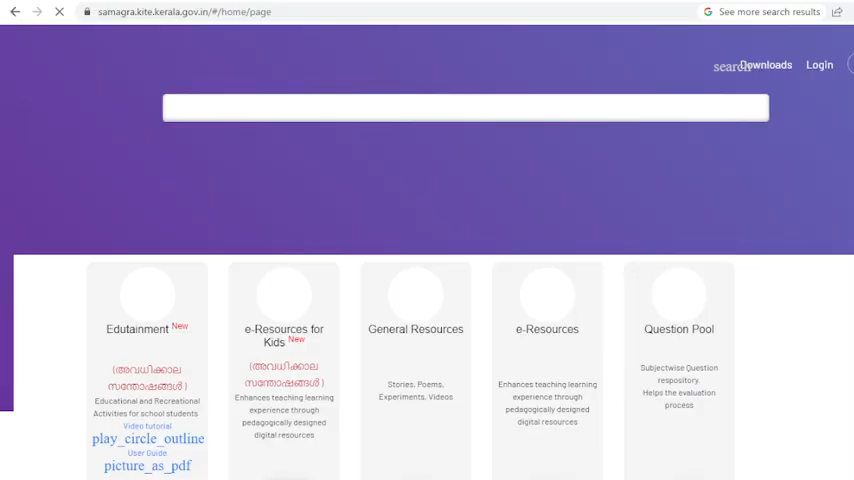 samagra.kite.kerala.gov.in/#/home/page
See more search results
search
Downloads
Login
Edutainment New
(അവധിക്കാല
സന്തോഷങ്ങൾ )
Educational and Recreational
Activities for school students
Video tutorial
play_circle_outline
User Guide
picture_as_pdf
e-Resources for
Kids New
(അവധിക്കാല
സന്തോഷങ്ങൾ )
Enhances teaching learning
experience through
pedagogically designed
digital resources
General Resources
Stories, Poems,
Experiments, Videos
e-Resources
Enhances teaching learning
experience through
pedagogically designed
digital resources
Question Pool
Subjectwise Question
respository.
Helps the evaluation
process